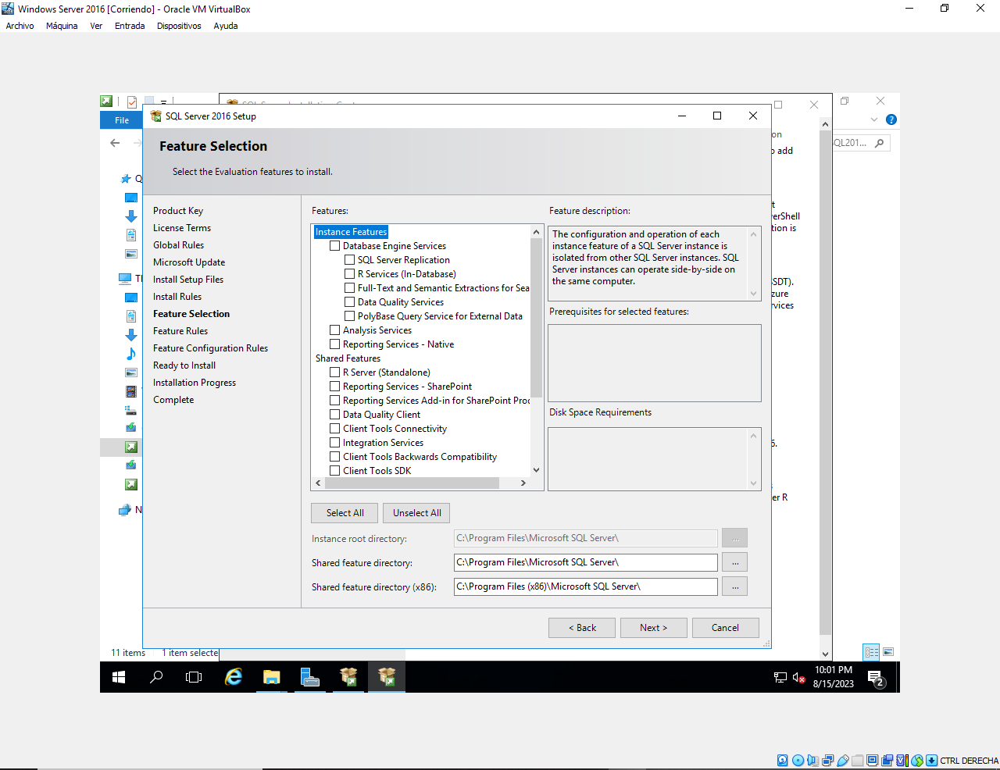 Windows Server 2016 [Corriendo] - Oracle VM VirtualBox
Archivo Máquina Ver Entrada Dispositivos Ayuda
File
SQL Server 2016 Setup
Feature Selection
Select the Evaluation features to install.
Product Key
License Terms
Global Rules
Microsoft Update
Install Setup Files
Install Rules
Feature Selection
Feature Rules
Feature Configuration Rules
Ready to Install
Installation Progress
Complete
Features:
Instance Features
Database Engine Services
SQL Server Replication
R Services (In-Database)
Full-Text and Semantic Extractions for Sea
Data Quality Services
PolyBase Query Service for External Data
Analysis Services
Reporting Services - Native
Shared Features
R Server (Standalone)
Reporting Services - SharePoint
Reporting Services Add-in for SharePoint Proc
Data Quality Client
Client Tools Connectivity
Integration Services
Client Tools Backwards Compatibility
Client Tools SDK
Feature description:
The configuration and operation of each
instance feature of a SQL Server instance is
isolated from other SQL Server instances. SQL
Server instances can operate side-by-side on
the same computer.
Prerequisites for selected features:
Disk Space Requirements
Select All Unselect All
Instance root directory: C:\Program Files\Microsoft SQL Server\ ...
Shared feature directory: C:\Program Files\Microsoft SQL Server\ ...
Shared feature directory (x86): C:\Program Files (x86)\Microsoft SQL Server\ ...
< Back Next > Cancel
SQL201...
on
add
erShell
tion is
SSDT).
zure
vices
6.
er R
11 items 1 item selecte
10:01 PM
8/15/2023
2
CTRL DERECHA